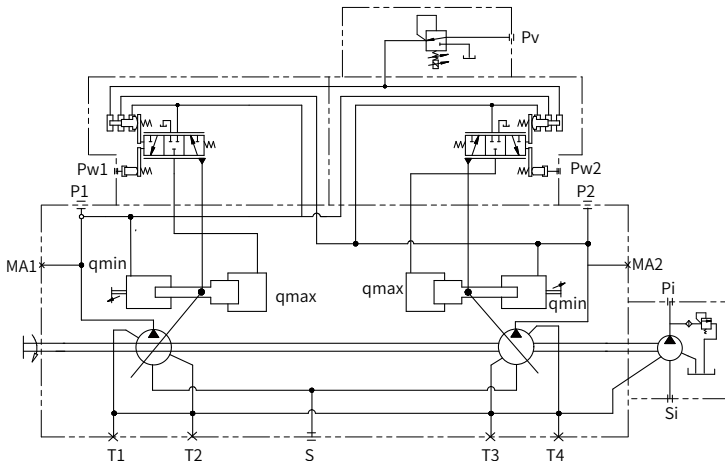 Pv
Pw1
Pw2
P1
P2
MA1
qmin
qmax
qmax
qmin
MA2
Pi
Si
T1
T2
S
T3
T4